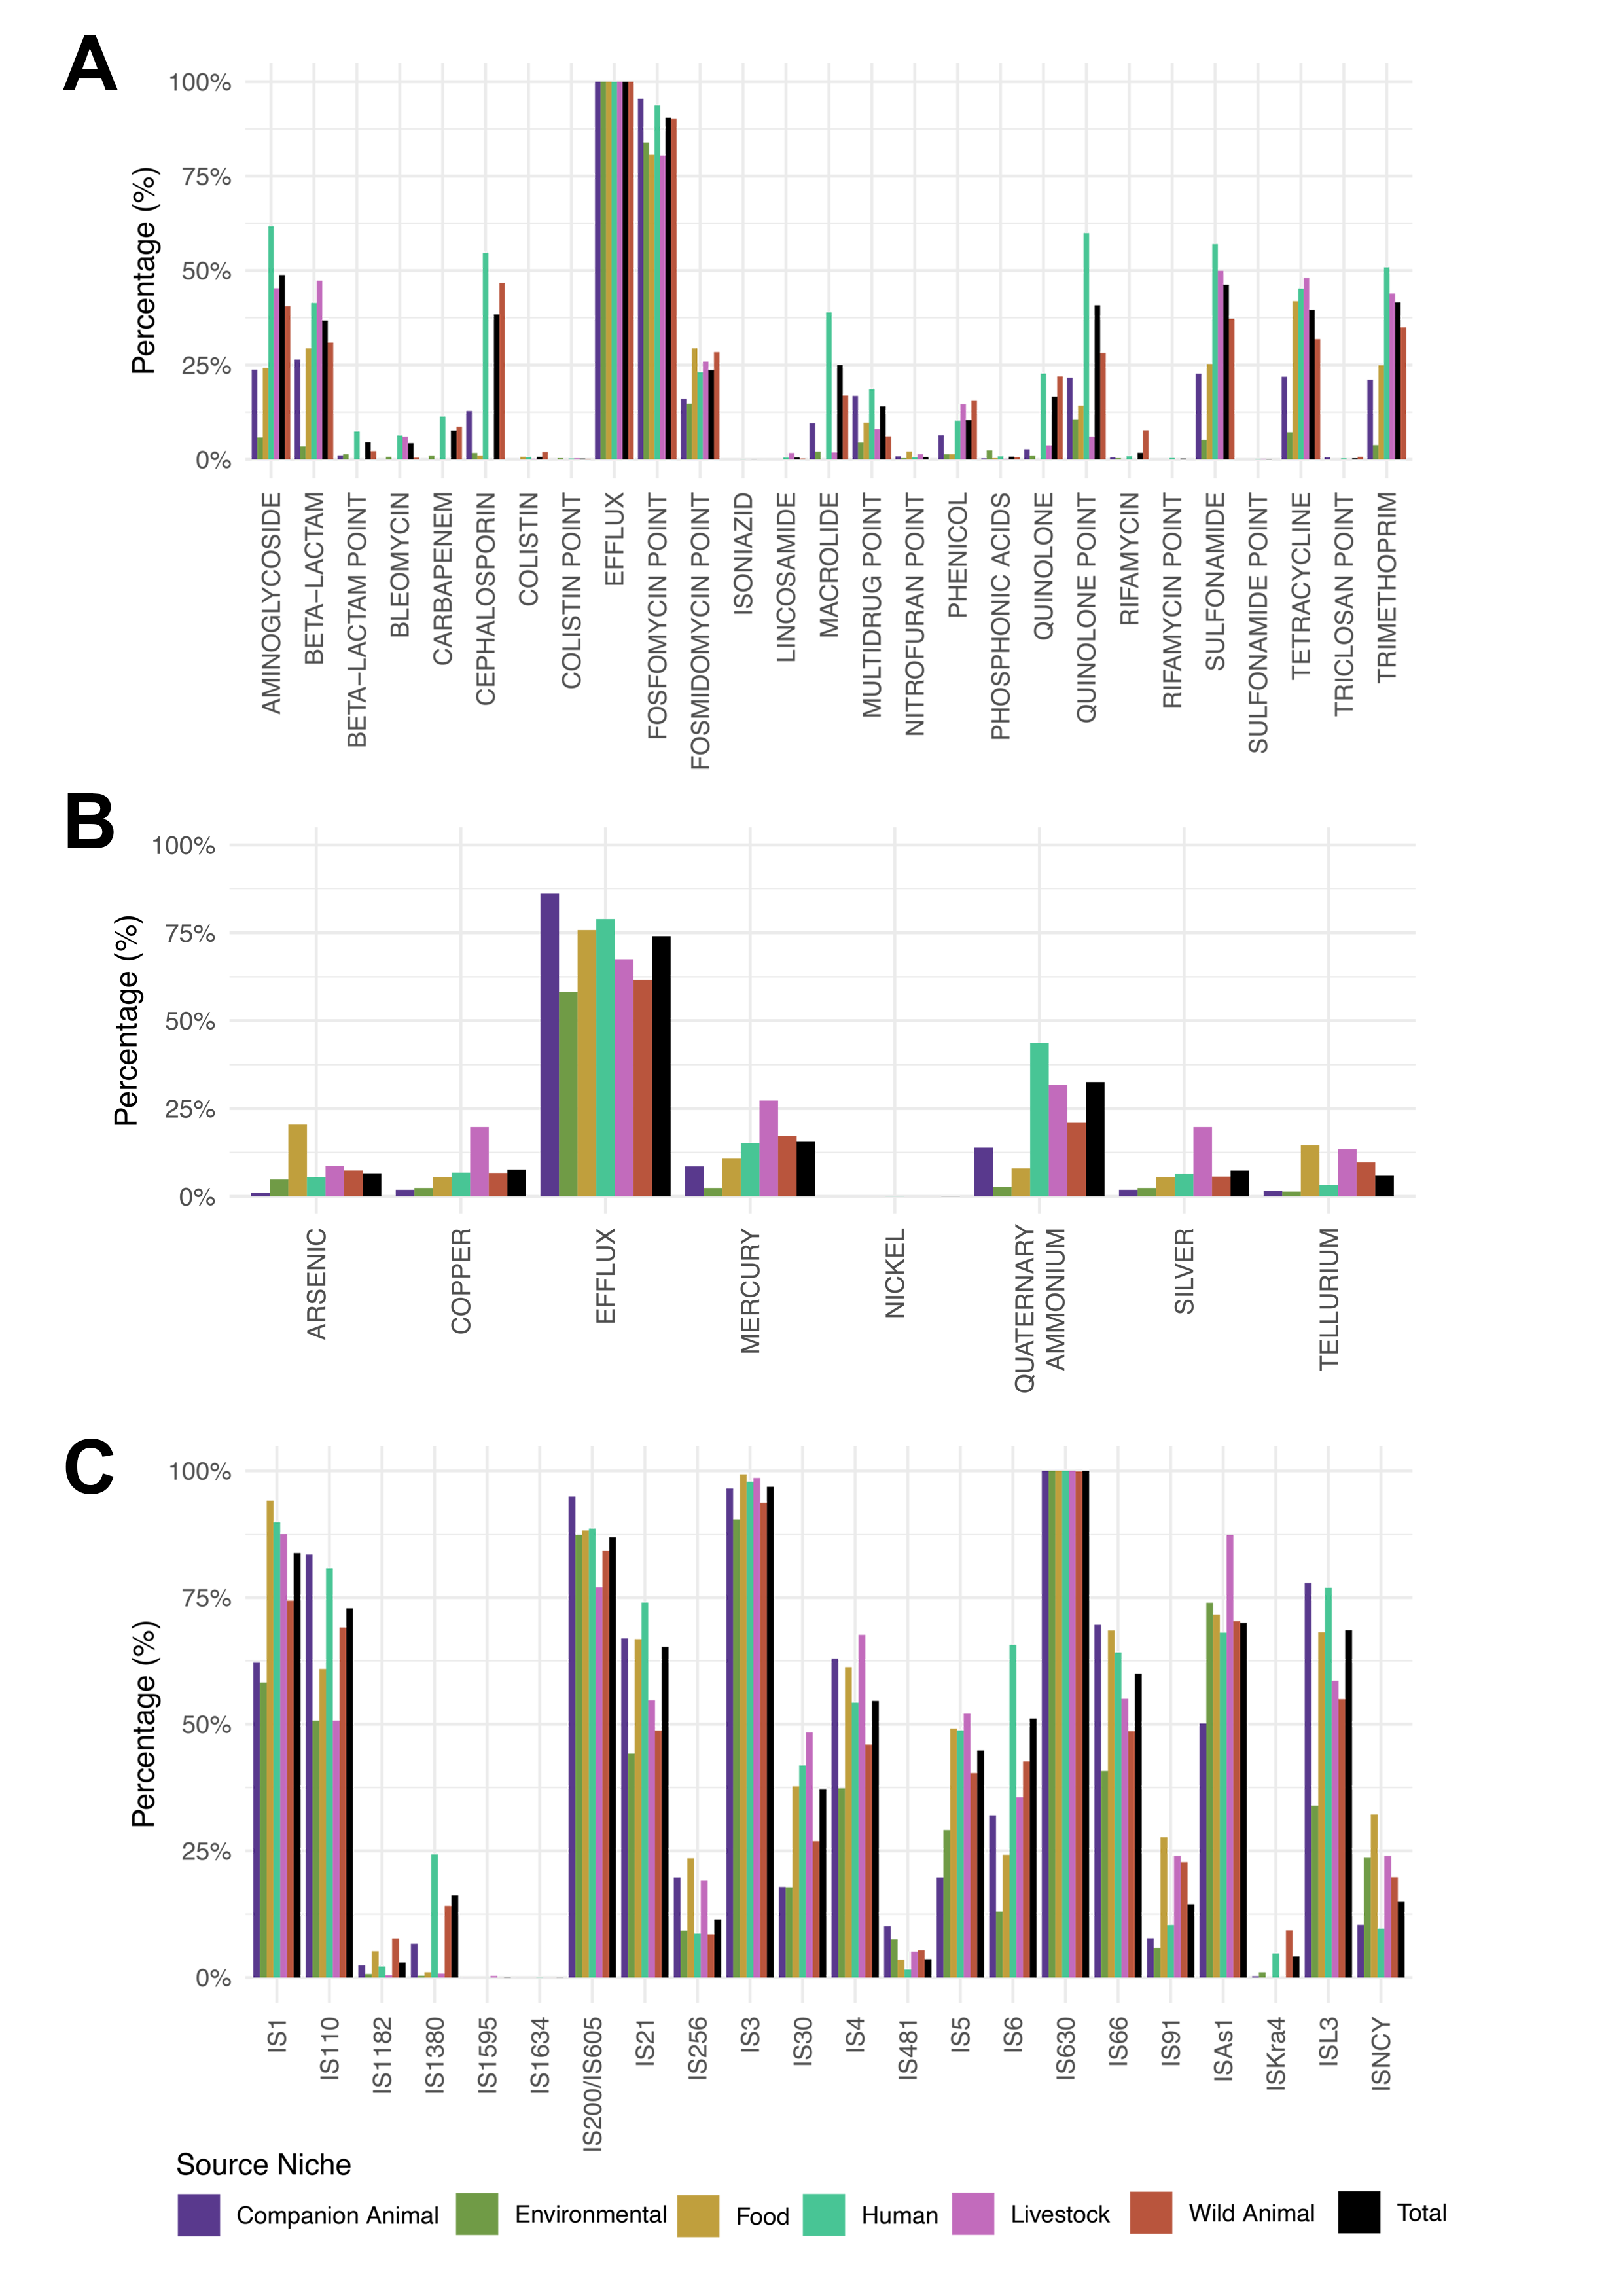 A
Percentage (%)
100%
75%
50%
25%
0%
AMINOGLYCOSIDE
BETA−LACTAM
BETA−LACTAM POINT
BLEOMYCIN
CARBAPENEM
CEPHALOSPORIN
COLISTIN
COLISTIN POINT
EFFLUX
FOSFOMYCIN POINT
FOSMIDOMYCIN POINT
ISONIAZID
LINCOSAMIDE
MACROLIDE
MULTIDRUG POINT
NITROFURAN POINT
PHENICOL
PHOSPHONIC ACIDS
QUINOLONE
QUINOLONE POINT
RIFAMYCIN
RIFAMYCIN POINT
SULFONAMIDE
SULFONAMIDE POINT
TETRACYCLINE
TRICLOSAN POINT
TRIMETHOPRIM
B
Percentage (%)
100%
75%
50%
25%
0%
ARSENIC
COPPER
EFFLUX
MERCURY
NICKEL
QUATERNARY
AMMONIUM
SILVER
TELLURIUM
C
Percentage (%)
100%
75%
50%
25%
0%
IS1
IS110
IS1182
IS1380
IS1595
IS1634
IS200/IS605
IS21
IS256
IS3
IS30
IS4
IS481
IS5
IS6
IS630
IS66
IS91
ISAs1
ISKra4
ISL3
ISNCY
Source Niche
Companion Animal
Environmental
Food
Human
Livestock
Wild Animal
Total